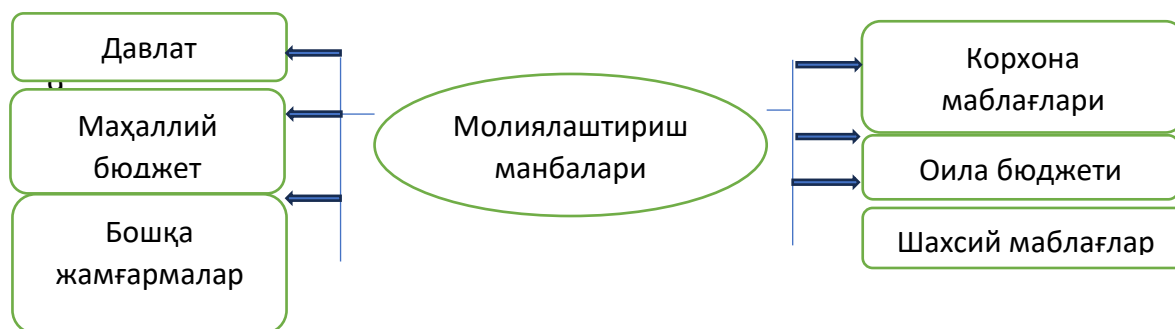 Давлат
Маҳаллий
бюджет
Бошқа
жамғармалар
Молиялаштириш
манбалари
Корхона
маблағлари
Оила бюджети
Шахсий маблағлар